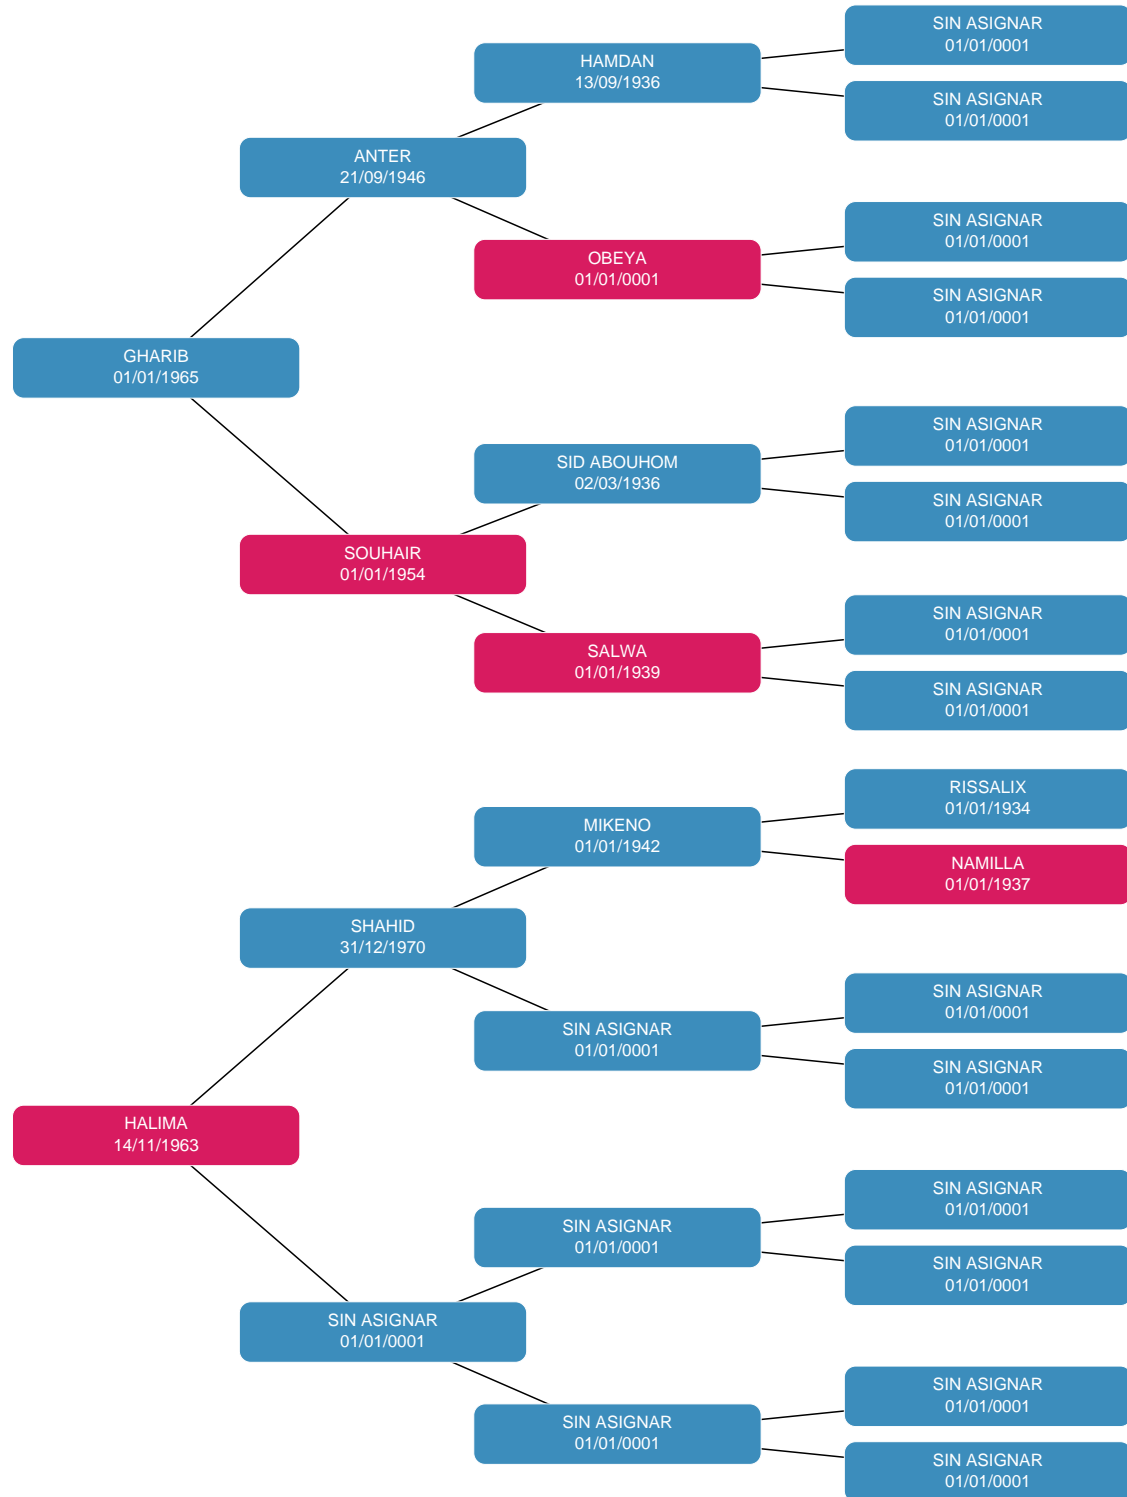 SIN ASIGNAR
01/01/0001
HAMDAN
13/09/1936
SIN ASIGNAR
01/01/0001
ANTER
21/09/1946
SIN ASIGNAR
01/01/0001
OBEYA
01/01/0001
SIN ASIGNAR
01/01/0001
GHARIB
01/01/1965
SIN ASIGNAR
01/01/0001
SID ABOUHOM
02/03/1936
SIN ASIGNAR
01/01/0001
SOUHAIR
01/01/1954
SIN ASIGNAR
01/01/0001
SALWA
01/01/1939
SIN ASIGNAR
01/01/0001
RISSALIX
01/01/1934
MIKENO
01/01/1942
NAMILLA
01/01/1937
SHAHID
31/12/1970
SIN ASIGNAR
01/01/0001
SIN ASIGNAR
01/01/0001
SIN ASIGNAR
01/01/0001
HALIMA
14/11/1963
SIN ASIGNAR
01/01/0001
SIN ASIGNAR
01/01/0001
SIN ASIGNAR
01/01/0001
SIN ASIGNAR
01/01/0001
SIN ASIGNAR
01/01/0001
SIN ASIGNAR
01/01/0001
SIN ASIGNAR
01/01/0001